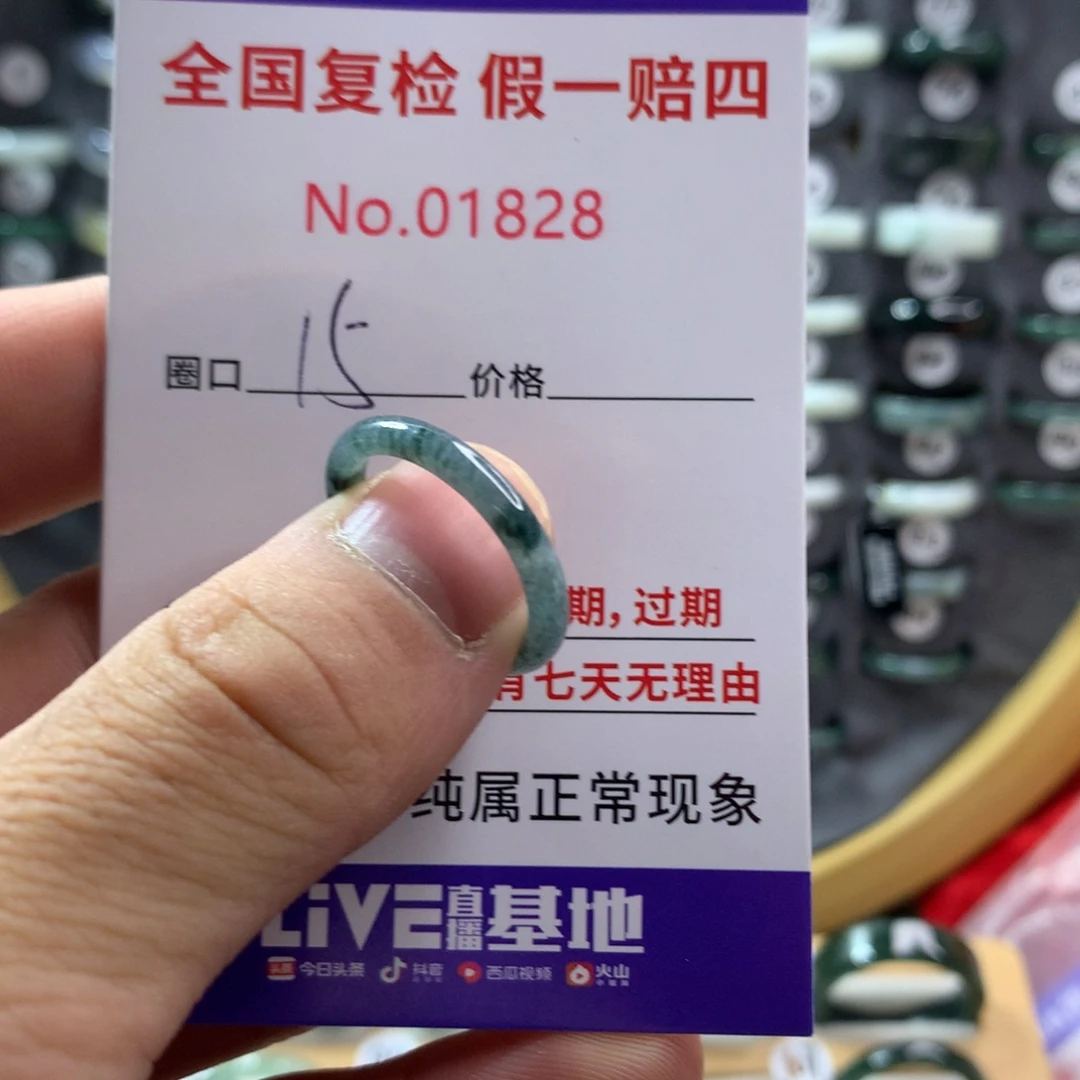 全国复检 假一赔四
No.01828
圈口 15 价格
期，过期
有七天无理由
纯属正常现象
LiVE直播基地
头条 今日头条 抖音 西瓜视频 火山